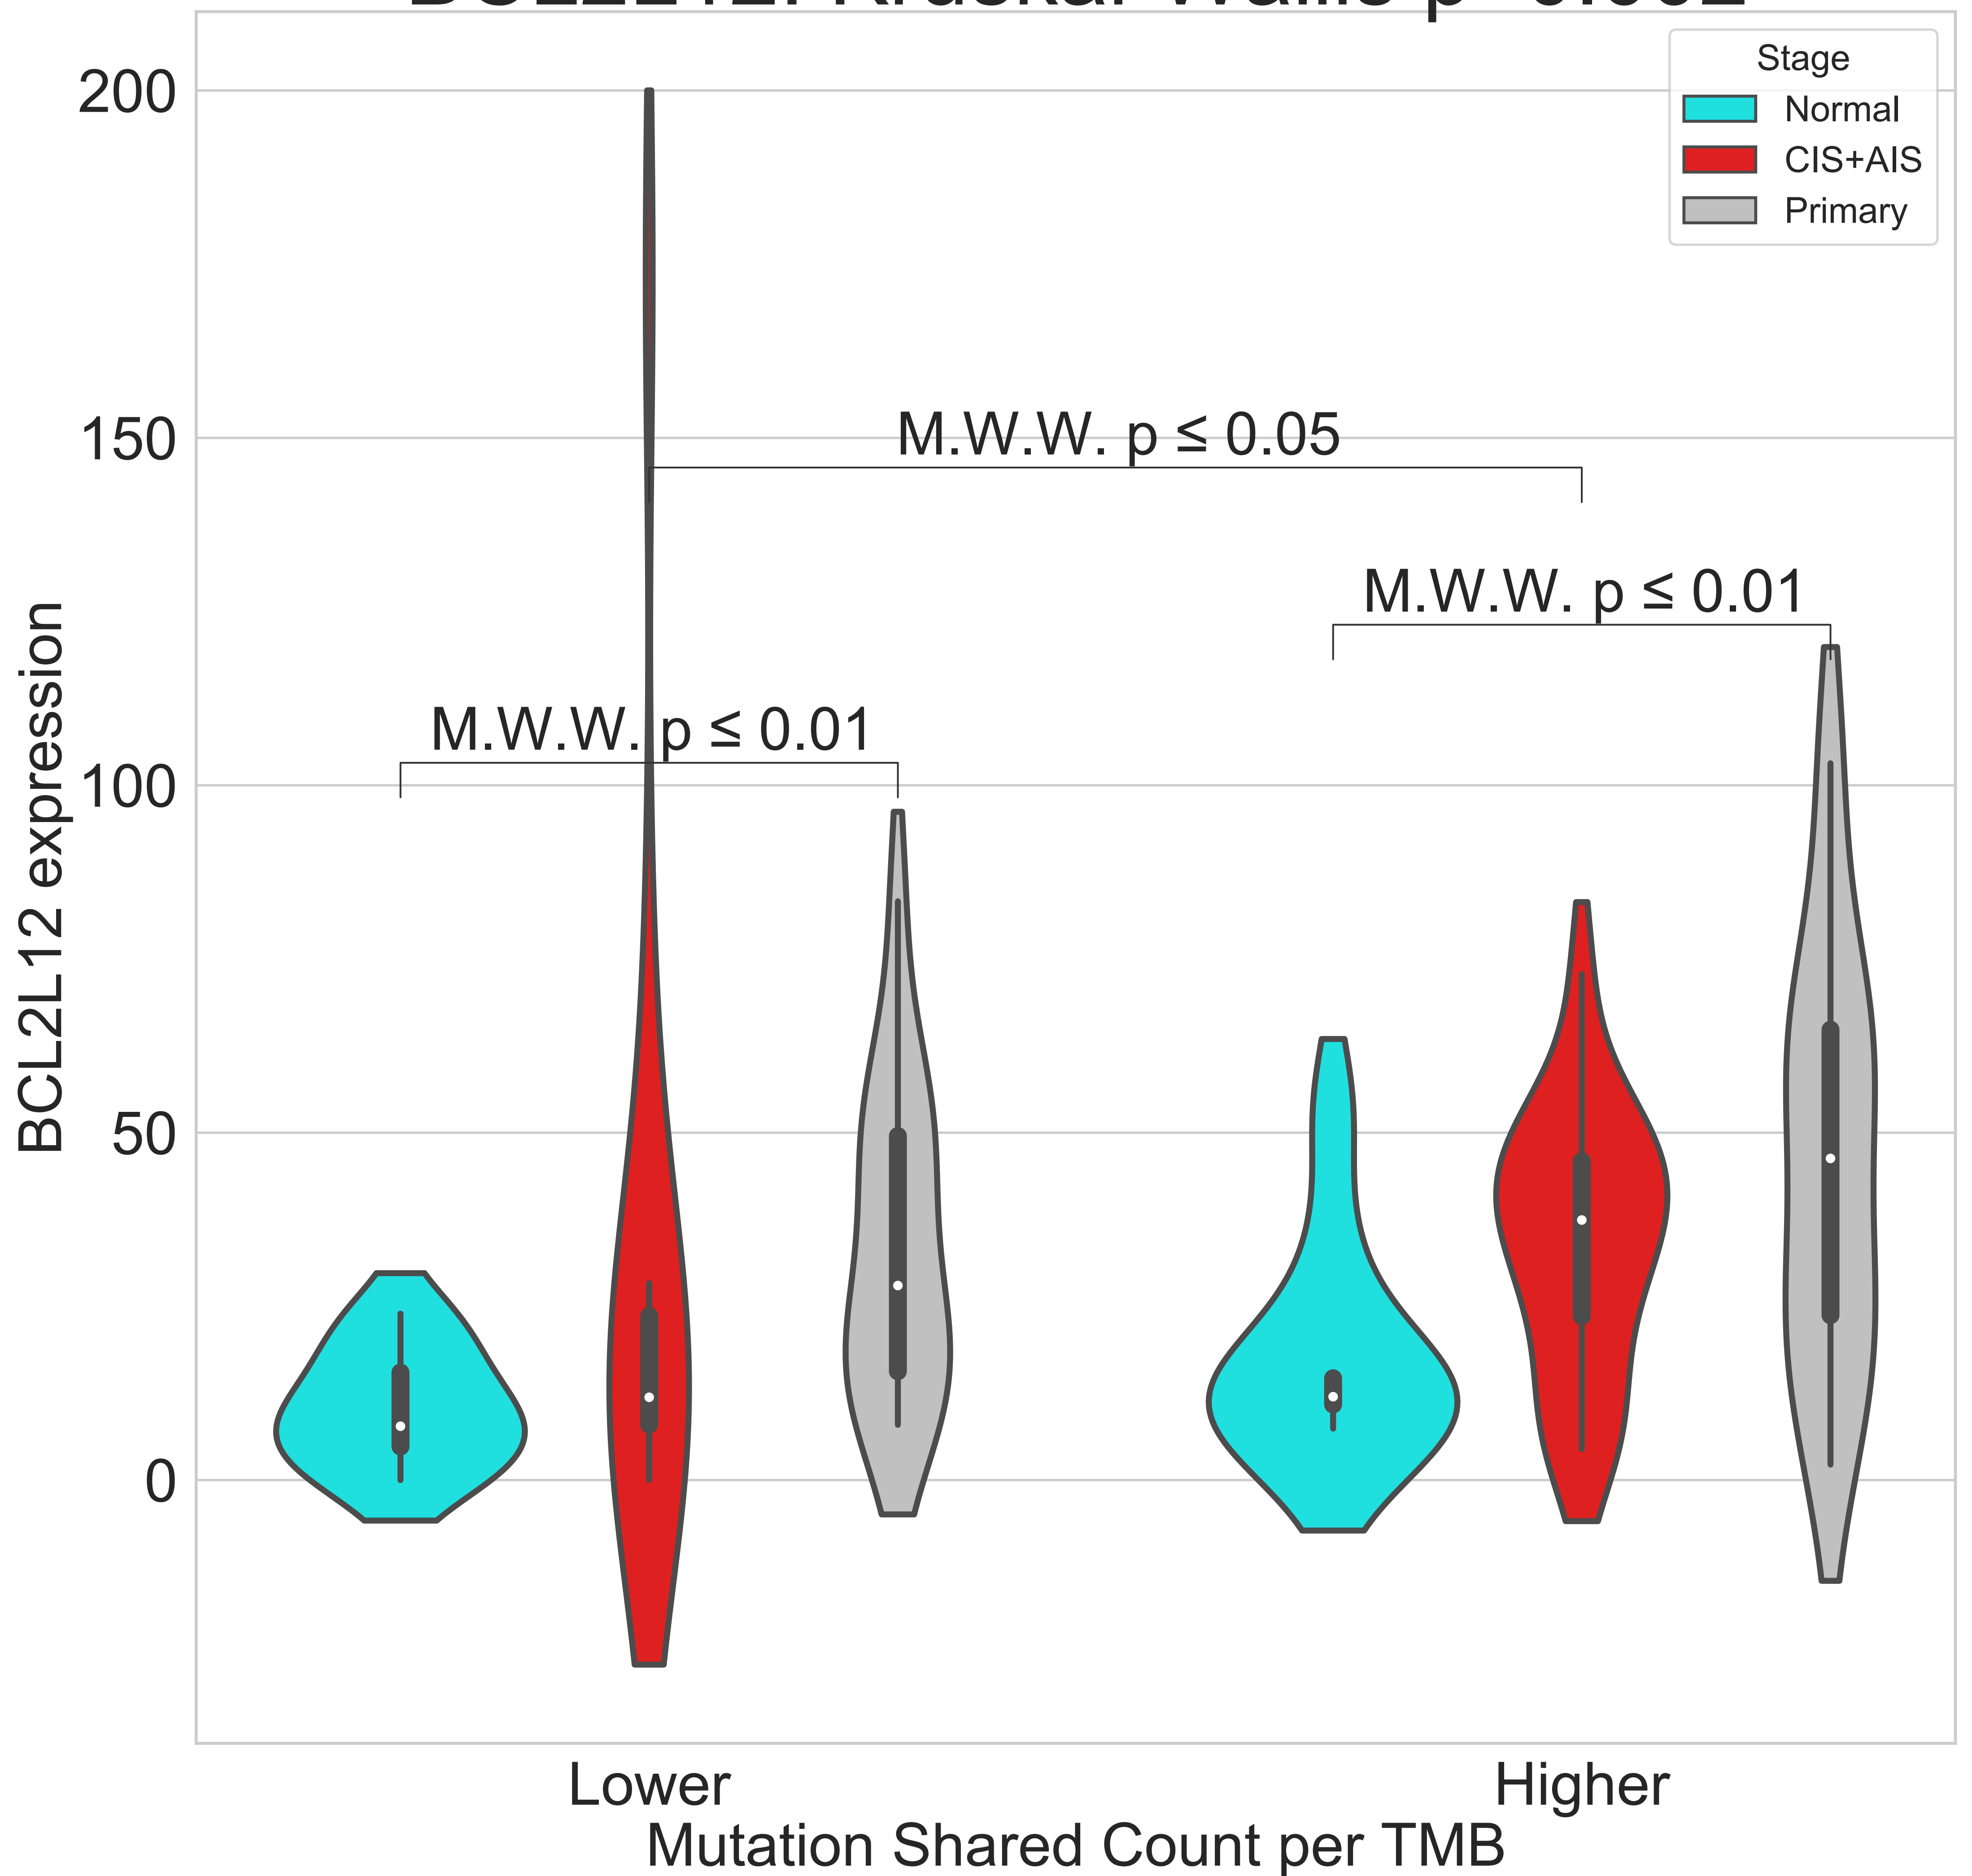 200
150
100
50
0
BCL2L12 expression
Stage
Normal
CIS+AIS
Primary
M.W.W. p ≤ 0.05
M.W.W. p ≤ 0.01
M.W.W. p ≤ 0.01
Lower
Higher
Mutation Shared Count per TMB